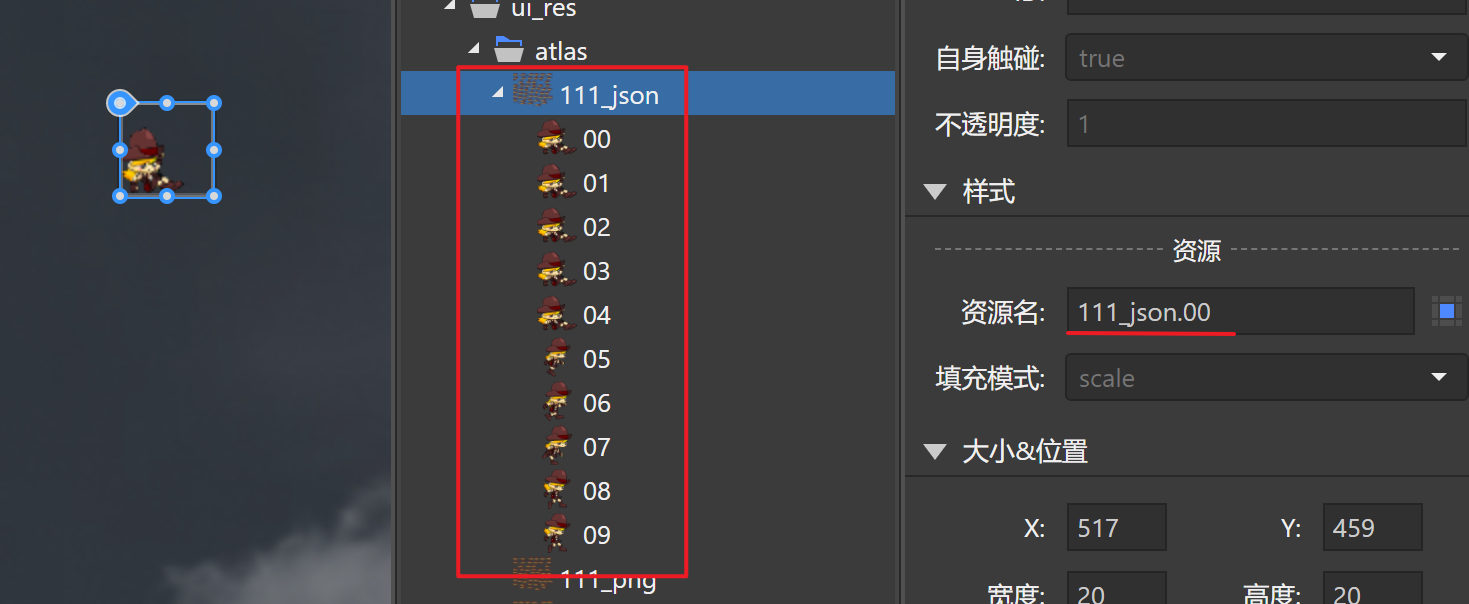 ui_res
atlas
111_json
00
01
02
03
04
05
06
07
08
09
111_png
自身触碰: true
不透明度: 1
样式
资源
资源名: 111_json.00
填充模式: scale
大小&位置
X: 517 Y: 459
宽度: 20 高度: 20